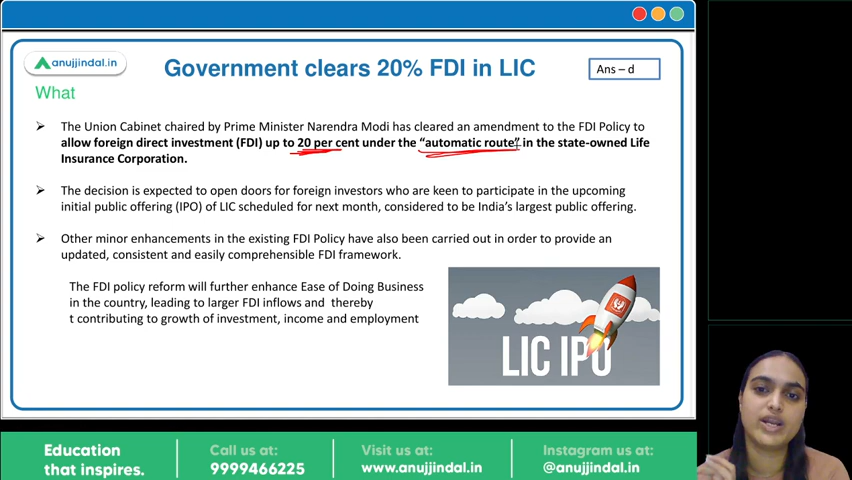 anujjindal.in
Government clears 20% FDI in LIC
Ans – d
What
➢ The Union Cabinet chaired by Prime Minister Narendra Modi has cleared an amendment to the FDI Policy to
allow foreign direct investment (FDI) up to 20 per cent under the “automatic route” in the state-owned Life
Insurance Corporation.
➢ The decision is expected to open doors for foreign investors who are keen to participate in the upcoming
initial public offering (IPO) of LIC scheduled for next month, considered to be India’s largest public offering.
➢ Other minor enhancements in the existing FDI Policy have also been carried out in order to provide an
updated, consistent and easily comprehensible FDI framework.
The FDI policy reform will further enhance Ease of Doing Business
in the country, leading to larger FDI inflows and thereby
t contributing to growth of investment, income and employment
LIC IPO
Education
that inspires.
Call us at:
9999466225
Visit us at:
www.anujjindal.in
Instagram us at:
@anujjindal.in